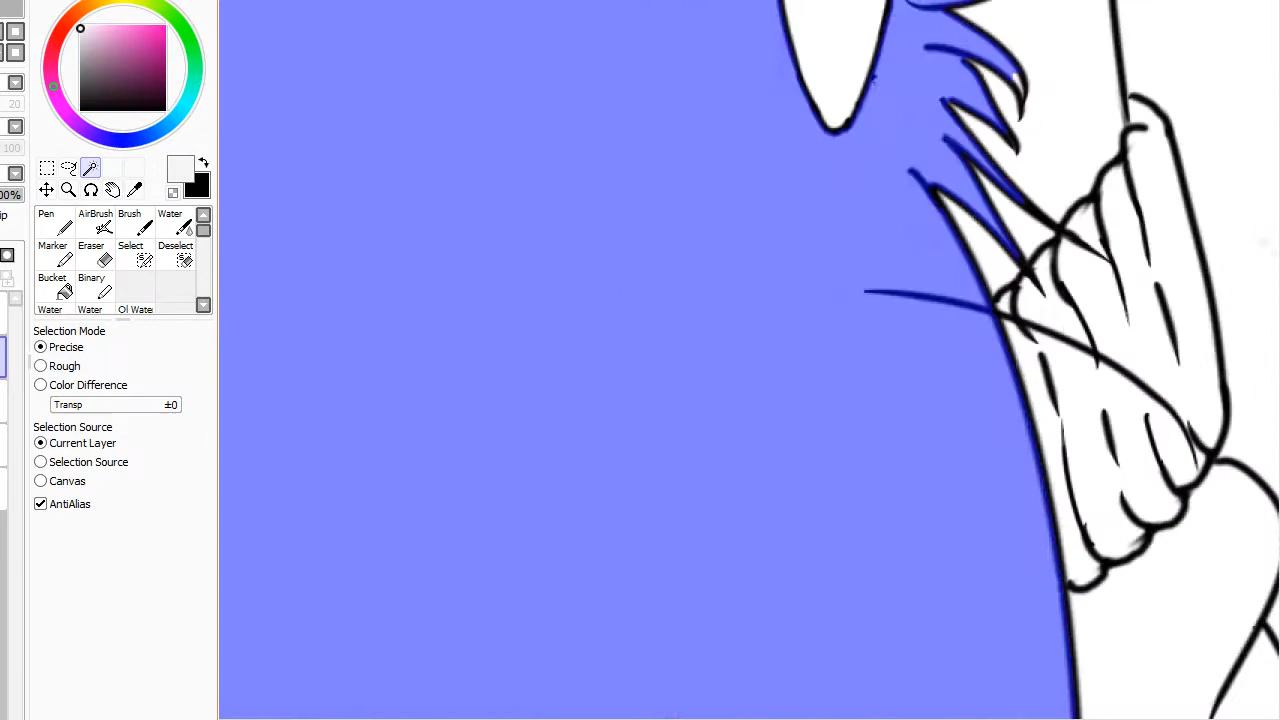 20
100
00%
ip
Pen AirBrush Brush Water
Marker Eraser Select Deselect
Bucket Binary
Water Water Ol Wate
Selection Mode
Precise
Rough
Color Difference
Transp ±0
Selection Source
Current Layer
Selection Source
Canvas
AntiAlias